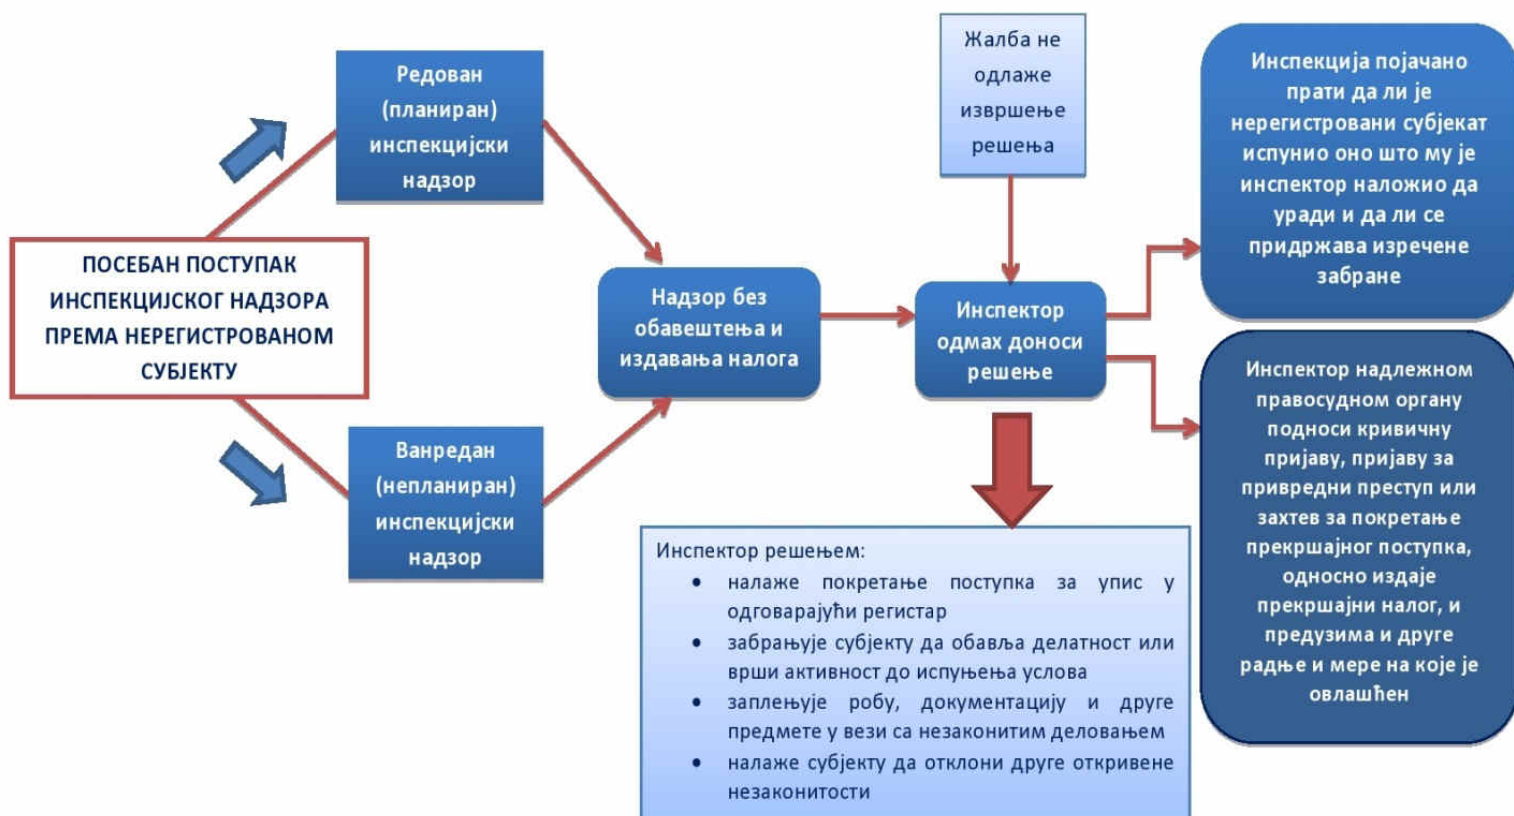 ПОСЕБАН ПОСТУПАК
ИНСПЕКЦИЈСКОГ НАДЗОРА
ПРЕМА НЕРЕГИСТРОВАНОМ
СУБЈЕКТУ
Редован
(планиран)
инспекцијски
надзор
Ванредан
(непланиран)
инспекцијски
надзор
Надзор без
обавештења и
издавања налога
Жалба не
одлаже
извршење
решења
Инспектор
одмах доноси
решење
Инспектор решењем:
• налаже покретање поступка за упис у
одговарајући регистар
• забрањује субјекту да обавља делатност или
врши активност до испуњења услова
• заплењује робу, документацију и друге
предмете у вези са незаконитим деловањем
• налаже субјекту да отклони друге откривене
незаконитости
Инспекција појачано
прати да ли је
нерегистровани субјекат
испунио оно што му је
инспектор наложио да
уради и да ли се
придржава изречене
забране
Инспектор надлежном
правосудном органу
подноси кривичну
пријаву, пријаву за
привредни преступ или
захтев за покретање
прекршајног поступка,
односно издаје
прекршајни налог, и
предузима и друге
радње и мере на које је
овлашћен